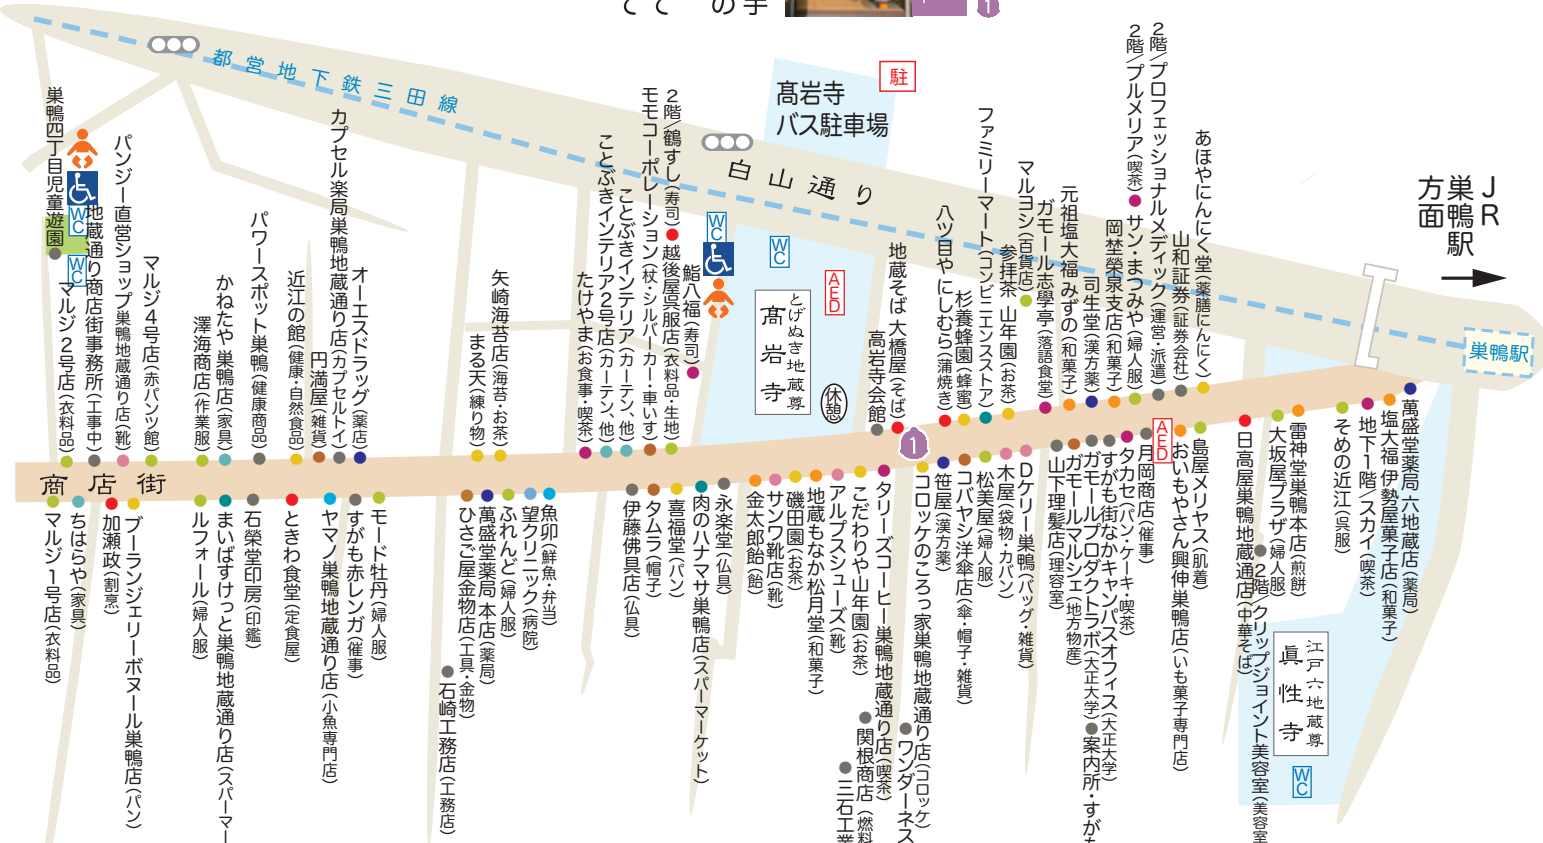 てて の手
1
都営地下鉄三田線
白山通り
髙岩寺
バス駐車場
駐
JR
巣鴨駅
方面
巣鴨駅
巣鴨四丁目児童遊園
WC
WC
マルジ2号店(衣料品)
地蔵通り商店街事務所(工事中)
パンジー直営ショップ巣鴨地蔵通り店(靴)
マルジ4号店(赤パンツ館)
澤海商店(作業服)
かねたや 巣鴨店(家具)
パワースポット巣鴨(健康商品)
近江の館(健康・自然食品)
円満屋(雑貨)
カプセル楽局巣鴨地蔵通り店(カプセルトイ)
オーエスドラッグ(薬店)
まる天(練り物)
矢崎海苔店(海苔・お茶)
たけやま(お食事・喫茶)
ことぶきインテリア2号店(カーテン、他)
ことぶきインテリア(カーテン、他)
モモコーポレーション(杖・シルバーカー・車いす)
2階/鶴すし(寿司)
越後屋呉服店(衣料品・生地)
鮨八福(寿司)
WC
WC
AED
とげぬき地蔵尊
髙岩寺
休憩
高岩寺会館
地蔵そば 大橋屋(そば)
1
八ツ目やにしむら(蒲焼き)
杉養蜂園(蜂蜜)
ファミリーマート(コンビニエンスストア)
参拝茶 山年園(お茶)
マルヨシ(百貨店)
ガモール志學亭(落語食堂)
元祖塩大福 みずの(和菓子)
司生堂(漢方薬)
岡埜榮泉支店(和菓子)
2階/プルメリア(喫茶)
サン・まつみや(婦人服)
2階/プロフェッショナルメディック(運営・派遣)
山和証券(証券会社)
あほやにんにく堂(薬膳にんにく)
商店街
マルジ1号店(衣料品)
ちはらや(家具)
加瀬政(割烹)
ブーランジェリーボヌール巣鴨店(パン)
ルフォール(婦人服)
まいばすけっと巣鴨地蔵通り店(スーパーマー
石榮堂印房(印鑑)
ときわ食堂(定食屋)
ヤマノ巣鴨地蔵通り店(小魚専門店)
すがも赤レンガ(催事)
モード牡丹(婦人服)
石崎工務店(工務店)
ひさご屋金物店(工具・金物)
萬盛堂薬局 本店(薬局)
ふれんど(婦人服)
望クリニック(病院)
魚卯(鮮魚・弁当)
伊藤佛具店(仏具)
タムラ(帽子)
喜福堂(パン)
肉のハナマサ巣鴨店(スパーマーケット)
永楽堂(仏具)
金太郎飴(飴)
サンワ靴店(靴)
磯田園(お茶)
地蔵もなか松月堂(和菓子)
アルプスシューズ(靴)
こだわりや山年園(お茶)
タリーズコーヒー巣鴨地蔵通り店(喫茶)
三石工業
関根商店(燃料
ワンダーネス
コロッケのころっ家巣鴨地蔵通り店(コロッケ)
笹屋(漢方薬)
コバヤシ洋傘店(傘・帽子・雑貨)
松美屋(婦人服)
木屋(袋物・カバン)
Dケリー巣鴨(バッグ・雑貨)
山下理髪店(理容室)
ガモールマルシェ(地方物産)
ガモールプロダクトラボ(大正大学)
案内所・すがも
すがも街なかキャンパスオフィス(大正大学)
タカセ(パン・ケーキ・喫茶)
月岡商店(催事)
AED
おいもやさん興伸巣鴨店(いも菓子専門店)
島屋メリヤス(肌着)
日高屋巣鴨地蔵通店(中華そば)
2階/クリップジョイント美容室(美容室
大坂屋プラザ(婦人服)
雷神堂巣鴨本店(煎餅)
そめの近江(呉服)
地下1階/スカイ(喫茶)
塩大福 伊勢屋菓子店(和菓子)
萬盛堂薬局 六地蔵店(薬局)
江戸六地蔵尊
眞性寺
WC